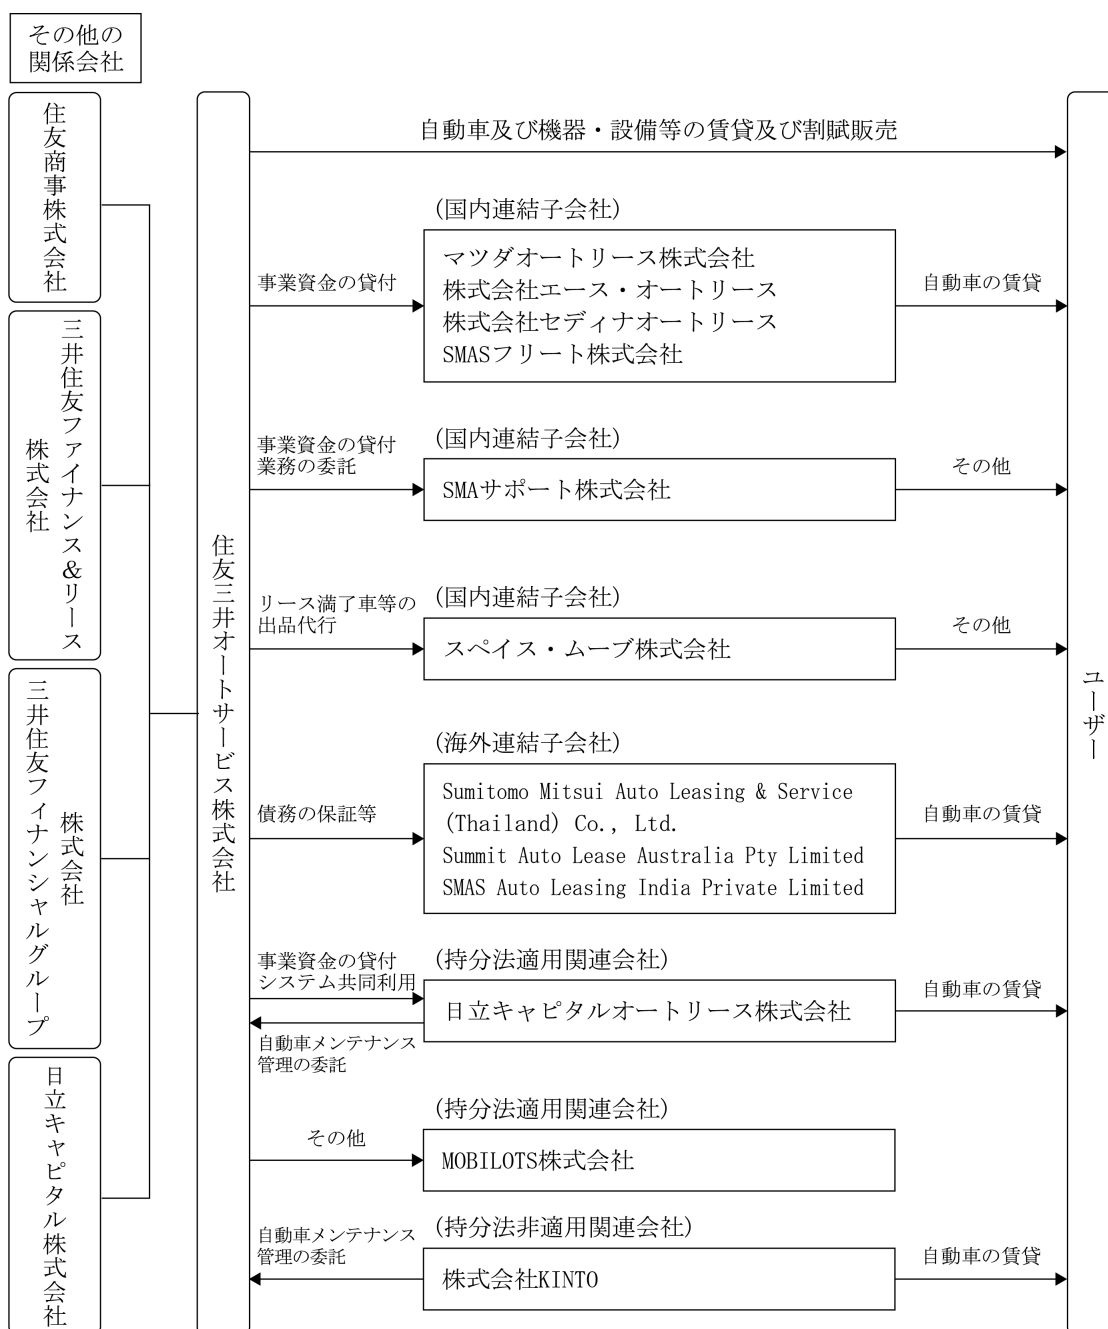 その他の
関係会社
住友商事株式会社
三井住友ファイナンス&リース
株式会社
三井住友フィナンシャルグループ
株式会社
日立キャピタル株式会社
住友三井オートサービス株式会社
自動車及び機器・設備等の賃貸及び割賦販売
(国内連結子会社)
事業資金の貸付
マツダオートリース株式会社
株式会社エース・オートリース
株式会社セディナオートリース
SMASフリート株式会社
自動車の賃貸
(国内連結子会社)
事業資金の貸付
業務の委託
SMAサポート株式会社
その他
(国内連結子会社)
リース満了車等の
出品代行
スペイス・ムーブ株式会社
その他
(海外連結子会社)
債務の保証等
Sumitomo Mitsui Auto Leasing & Service
(Thailand) Co., Ltd.
Summit Auto Lease Australia Pty Limited
SMAS Auto Leasing India Private Limited
自動車の賃貸
(持分法適用関連会社)
事業資金の貸付
システム共同利用
日立キャピタルオートリース株式会社
自動車の賃貸
自動車メンテナンス
管理の委託
(持分法適用関連会社)
その他
MOBILOTS株式会社
(持分法非適用関連会社)
自動車メンテナンス
管理の委託
株式会社KINTO
自動車の賃貸
ユーザー